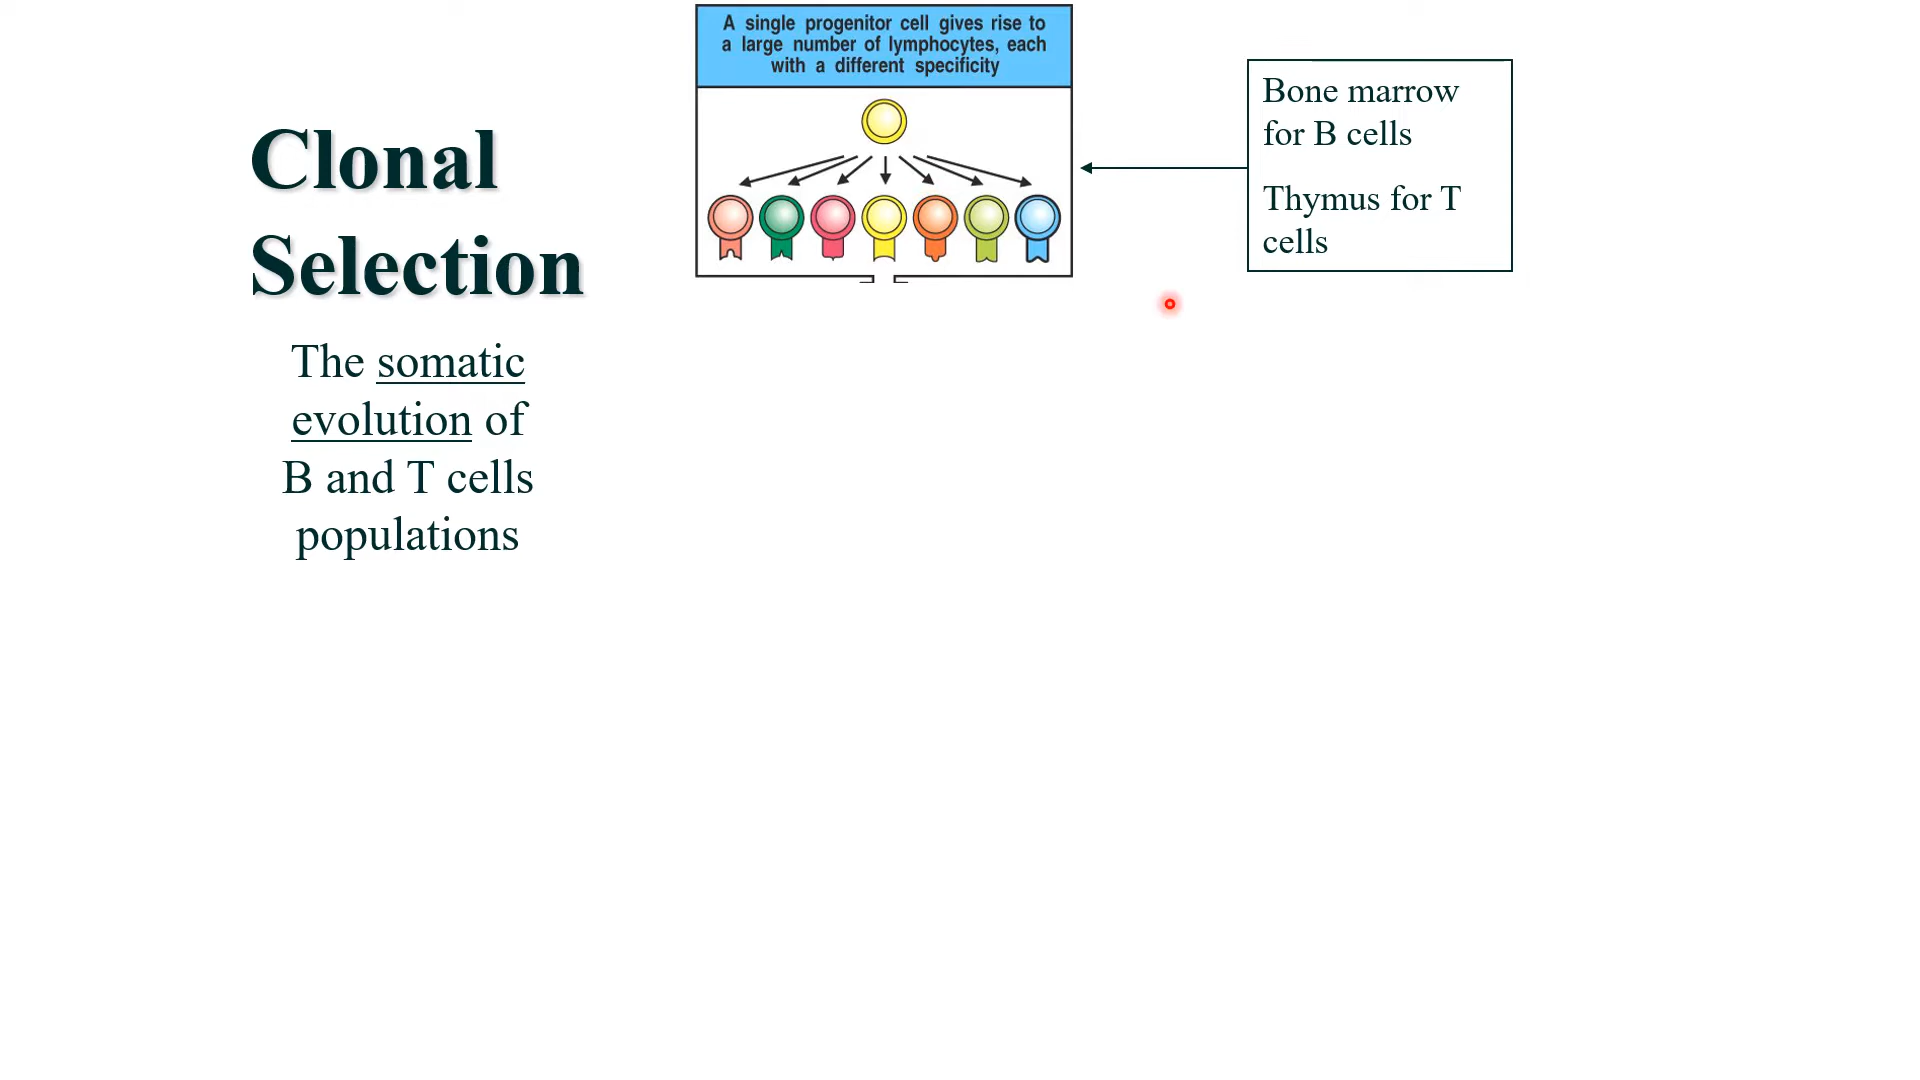 Clonal
Selection
The somatic
evolution of
B and T cells
populations
A single progenitor cell gives rise to
a large number of lymphocytes, each
with a different specificity
Bone marrow
for B cells
Thymus for T
cells